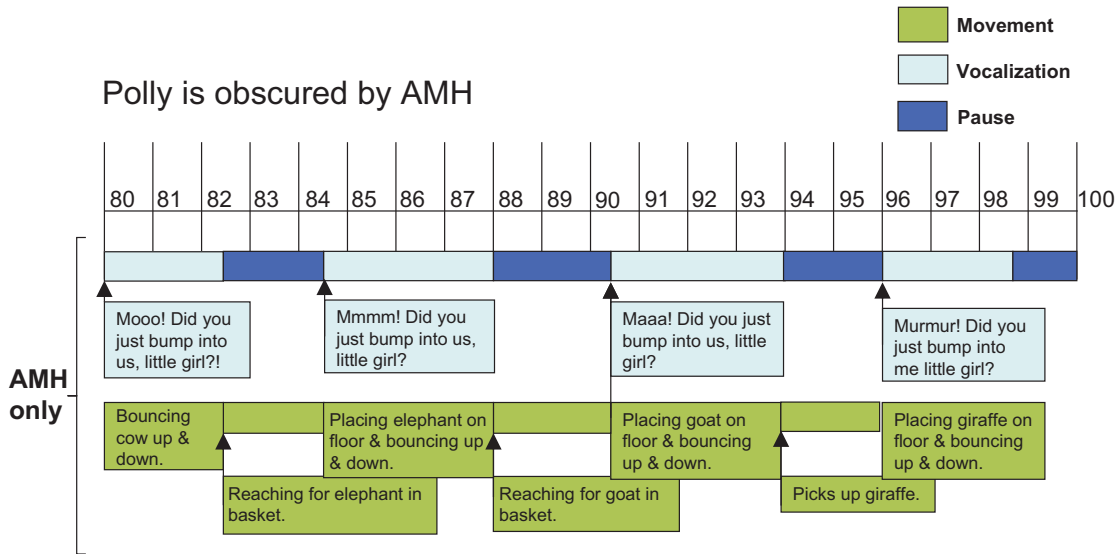 Movement
Vocalization
Pause
Polly is obscured by AMH
80 81 82 83 84 85 86 87 88 89 90 91 92 93 94 95 96 97 98 99 100
Mooo! Did you
just bump into
us, little girl?!
Mmmm! Did you
just bump into us,
little girl?
Maaa! Did you just
bump into us, little
girl?
Murmur! Did you
just bump into
me little girl?
AMH
only
Bouncing
cow up &
down.
Placing elephant on
floor & bouncing up
& down.
Placing goat on
floor & bouncing
up & down.
Placing giraffe on
floor & bouncing
up & down.
Reaching for elephant in
basket.
Reaching for goat in
basket.
Picks up giraffe.